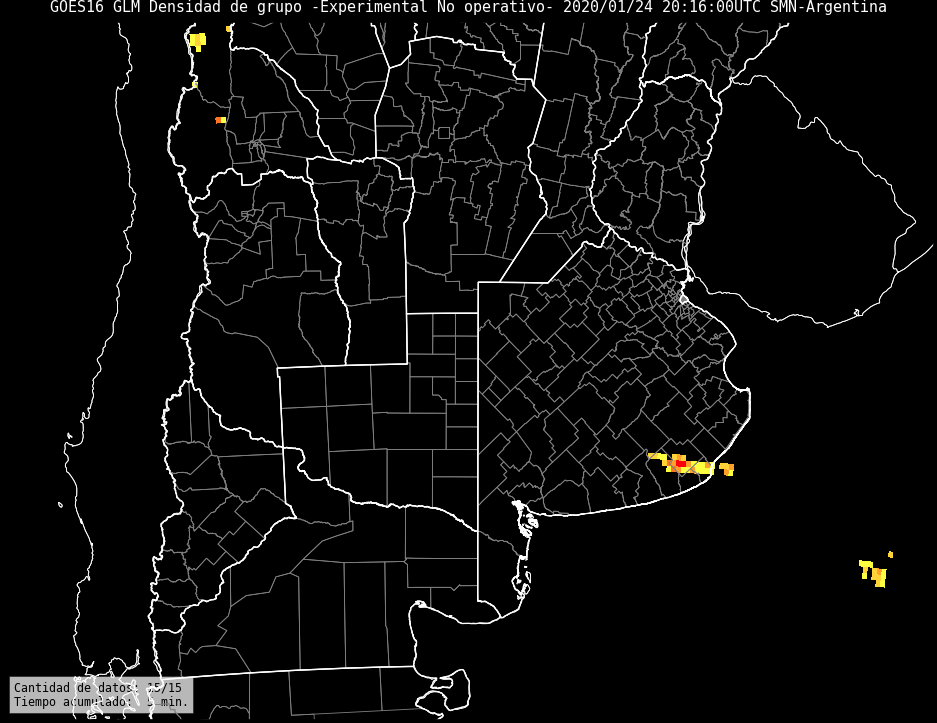 GOES16 GLM Densidad de grupo -Experimental No operativo- 2020/01/24 20:16:00UTC SMN-Argentina
Cantidad de datos: 15/15
Tiempo acumulado: 5 min.